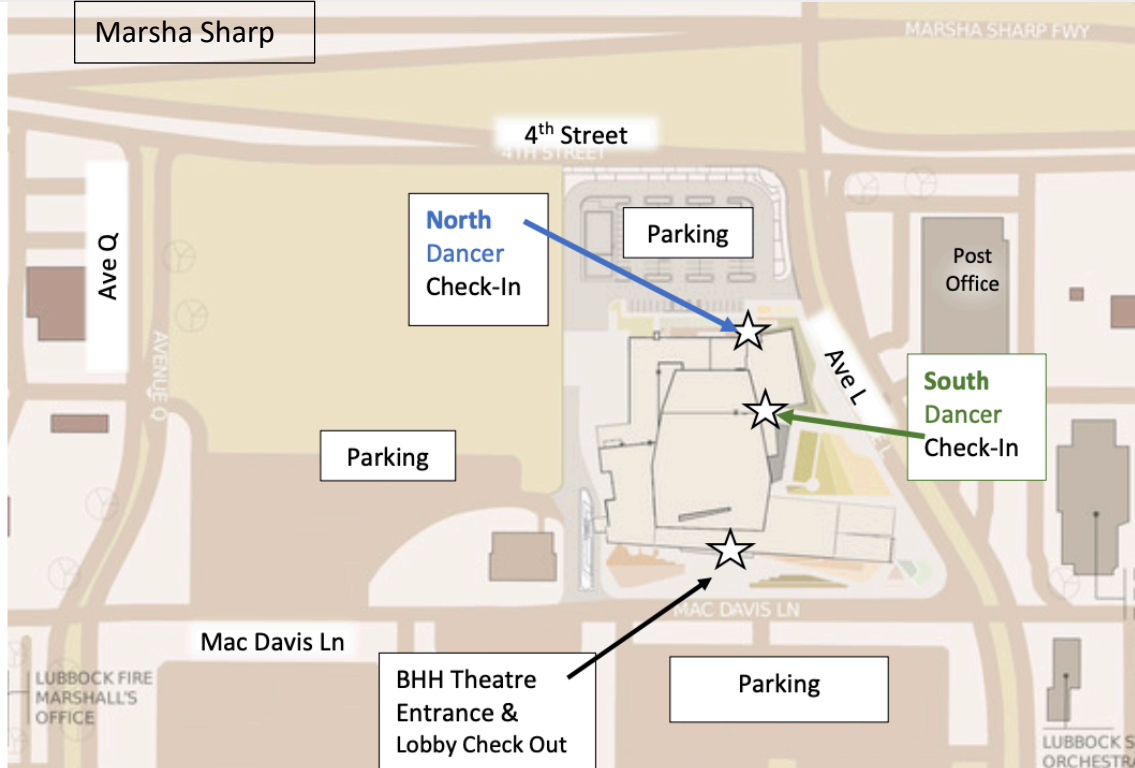 Marsha Sharp
MARSHA SHARP FWY
4th Street
4TH STREET
North
Dancer
Check-In
Parking
Post
Office
Ave Q
AVENUE Q
Ave L
South
Dancer
Check-In
Parking
MAC DAVIS LN
Mac Davis Ln
BHH Theatre
Entrance &
Lobby Check Out
Parking
LUBBOCK FIRE
MARSHALL'S
OFFICE
LUBBOCK S
ORCHESTR